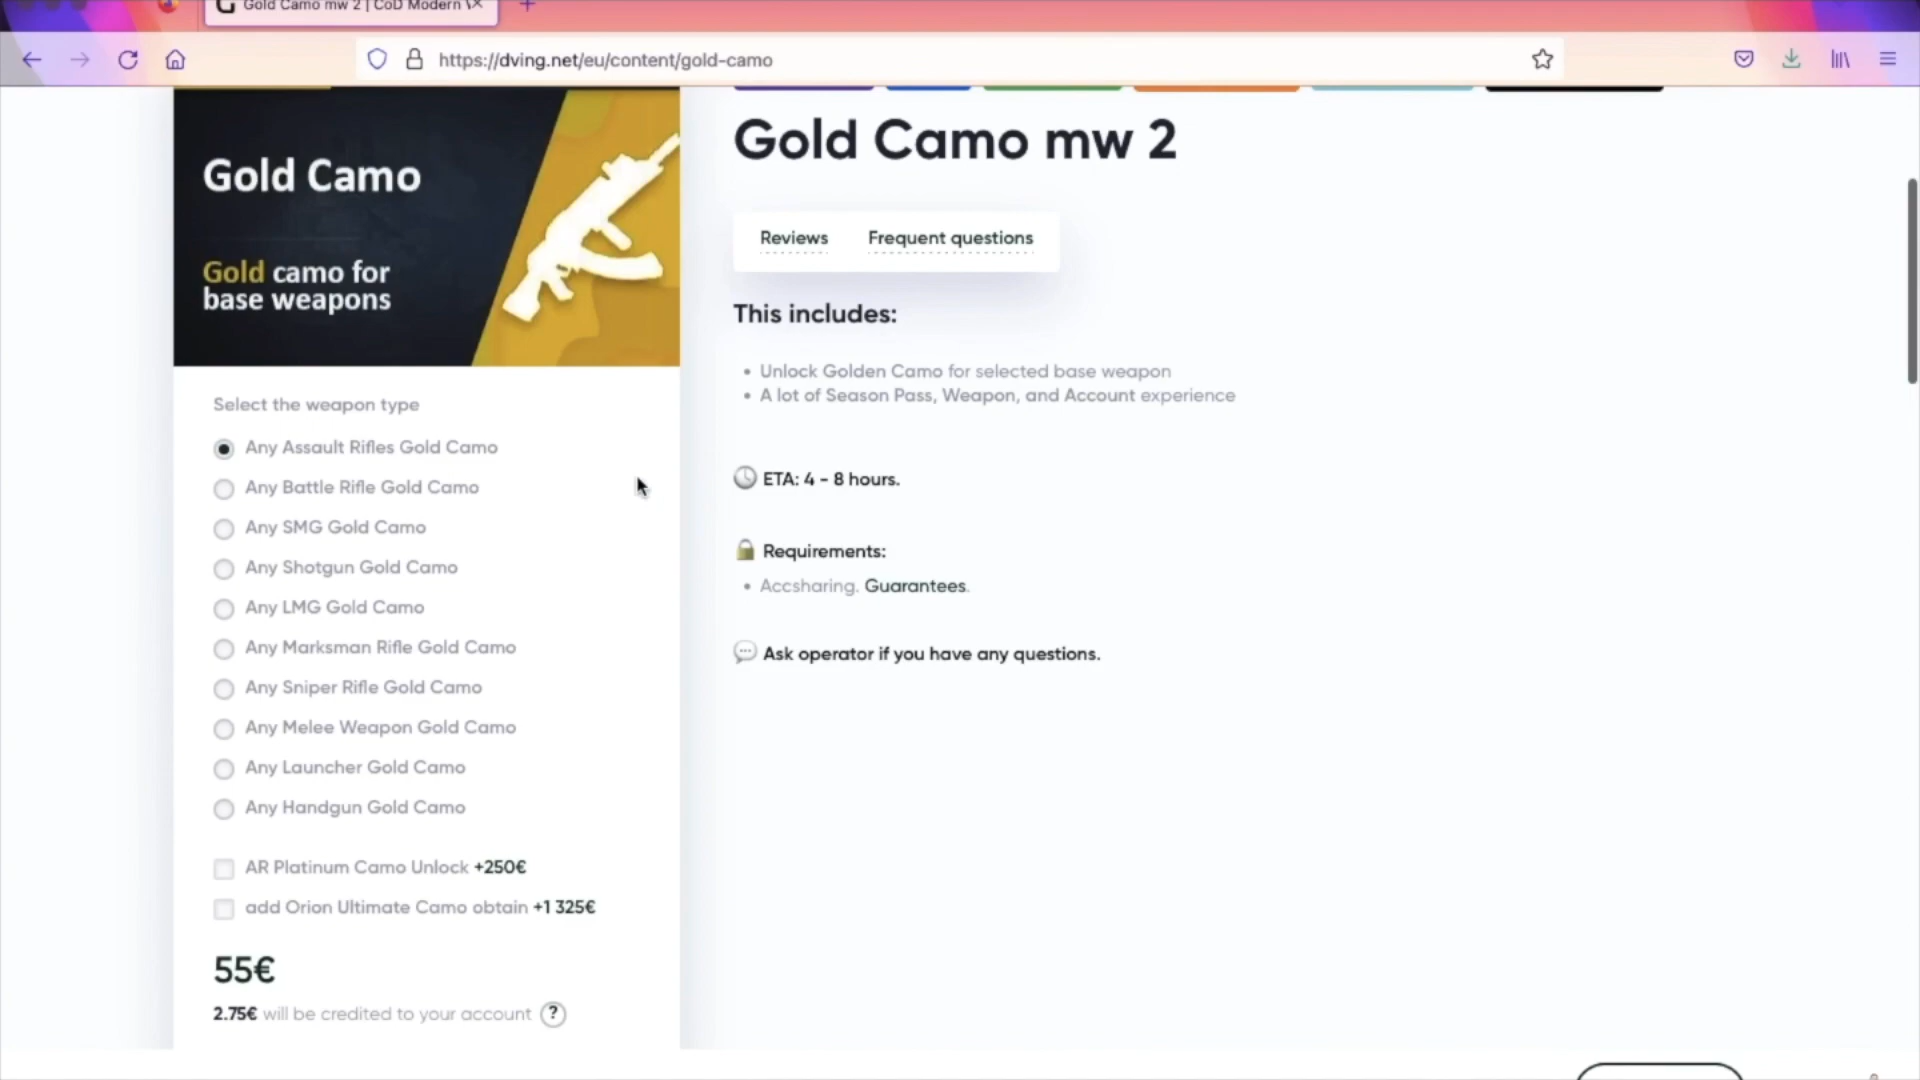 Gold Camo mw 2 | CoD Modern
https://dving.net/eu/content/gold-camo
Gold Camo
Gold camo for
base weapons
Select the weapon type
Any Assault Rifles Gold Camo
Any Battle Rifle Gold Camo
Any SMG Gold Camo
Any Shotgun Gold Camo
Any LMG Gold Camo
Any Marksman Rifle Gold Camo
Any Sniper Rifle Gold Camo
Any Melee Weapon Gold Camo
Any Launcher Gold Camo
Any Handgun Gold Camo
AR Platinum Camo Unlock +250€
add Orion Ultimate Camo obtain +1 325€
55€
2.75€ will be credited to your account ?
Gold Camo mw 2
Reviews Frequent questions
This includes:
• Unlock Golden Camo for selected base weapon
• A lot of Season Pass, Weapon, and Account experience
ETA: 4 - 8 hours.
Requirements:
• Accsharing. Guarantees.
Ask operator if you have any questions.